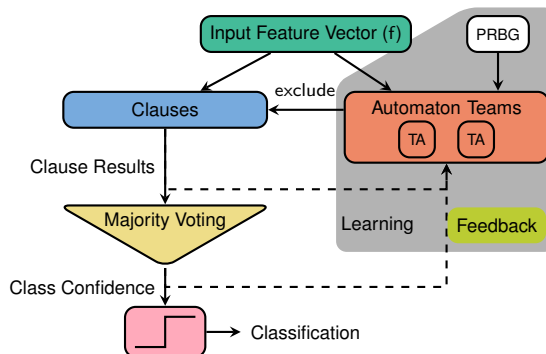 Input Feature Vector (f)
PRBG
exclude
Clauses
Automaton Teams
TA
TA
Clause Results
Majority Voting
Learning
Feedback
Class Confidence
Classification